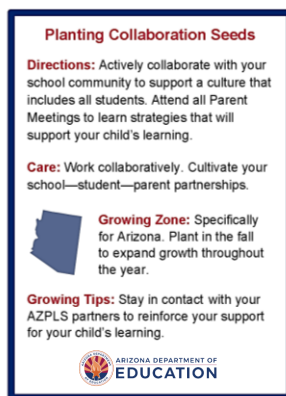 Planting Collaboration Seeds
Directions: Actively collaborate with your
school community to support a culture that
includes all students. Attend all Parent
Meetings to learn strategies that will
support your child's learning.
Care: Work collaboratively. Cultivate your
school—student—parent partnerships.
Growing Zone: Specifically
for Arizona. Plant in the fall
to expand growth throughout
the year.
Growing Tips: Stay in contact with your
AZPLS partners to reinforce your support
for your child's learning.
ARIZONA DEPARTMENT OF
EDUCATION